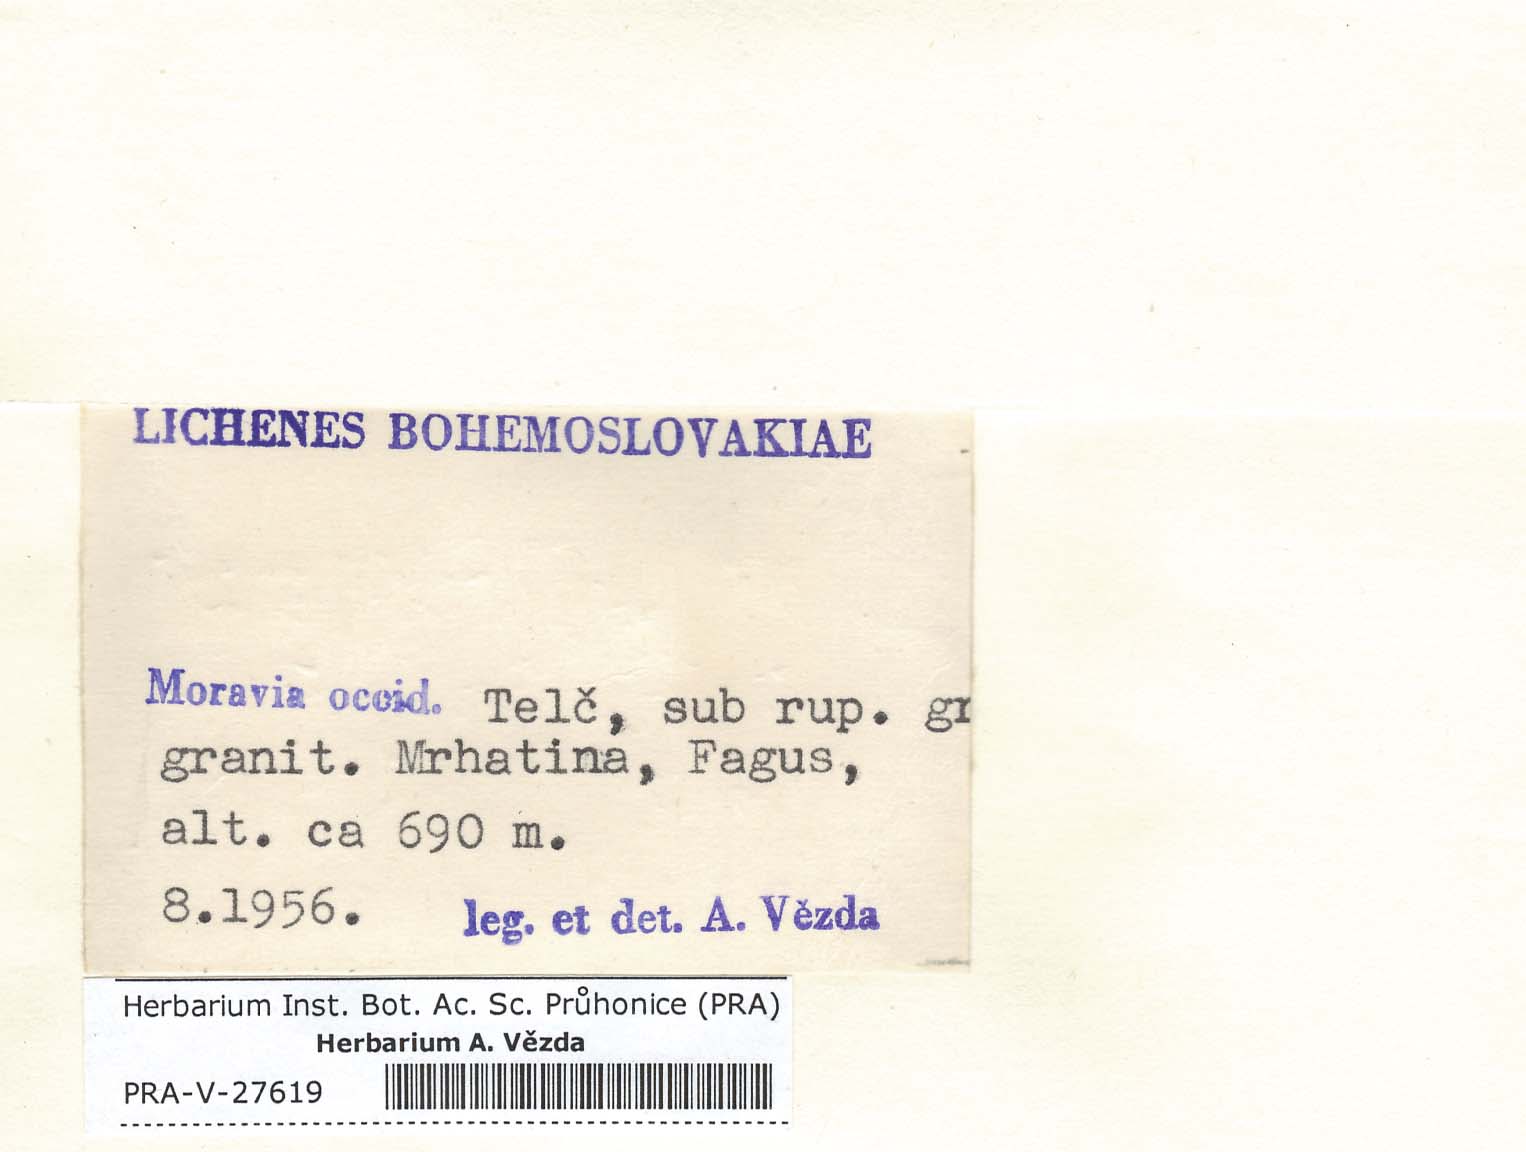 LICHENES BOHEMOSLOVAKIAE
Moravia occid. Telč, sub rup. gr
granit. Mrhatina, Fagus,
alt. ca 690 m.
8.1956. leg. et det. A. Vězda
Herbarium Inst. Bot. Ac. Sc. Průhonice (PRA)
Herbarium A. Vězda
PRA-V-27619